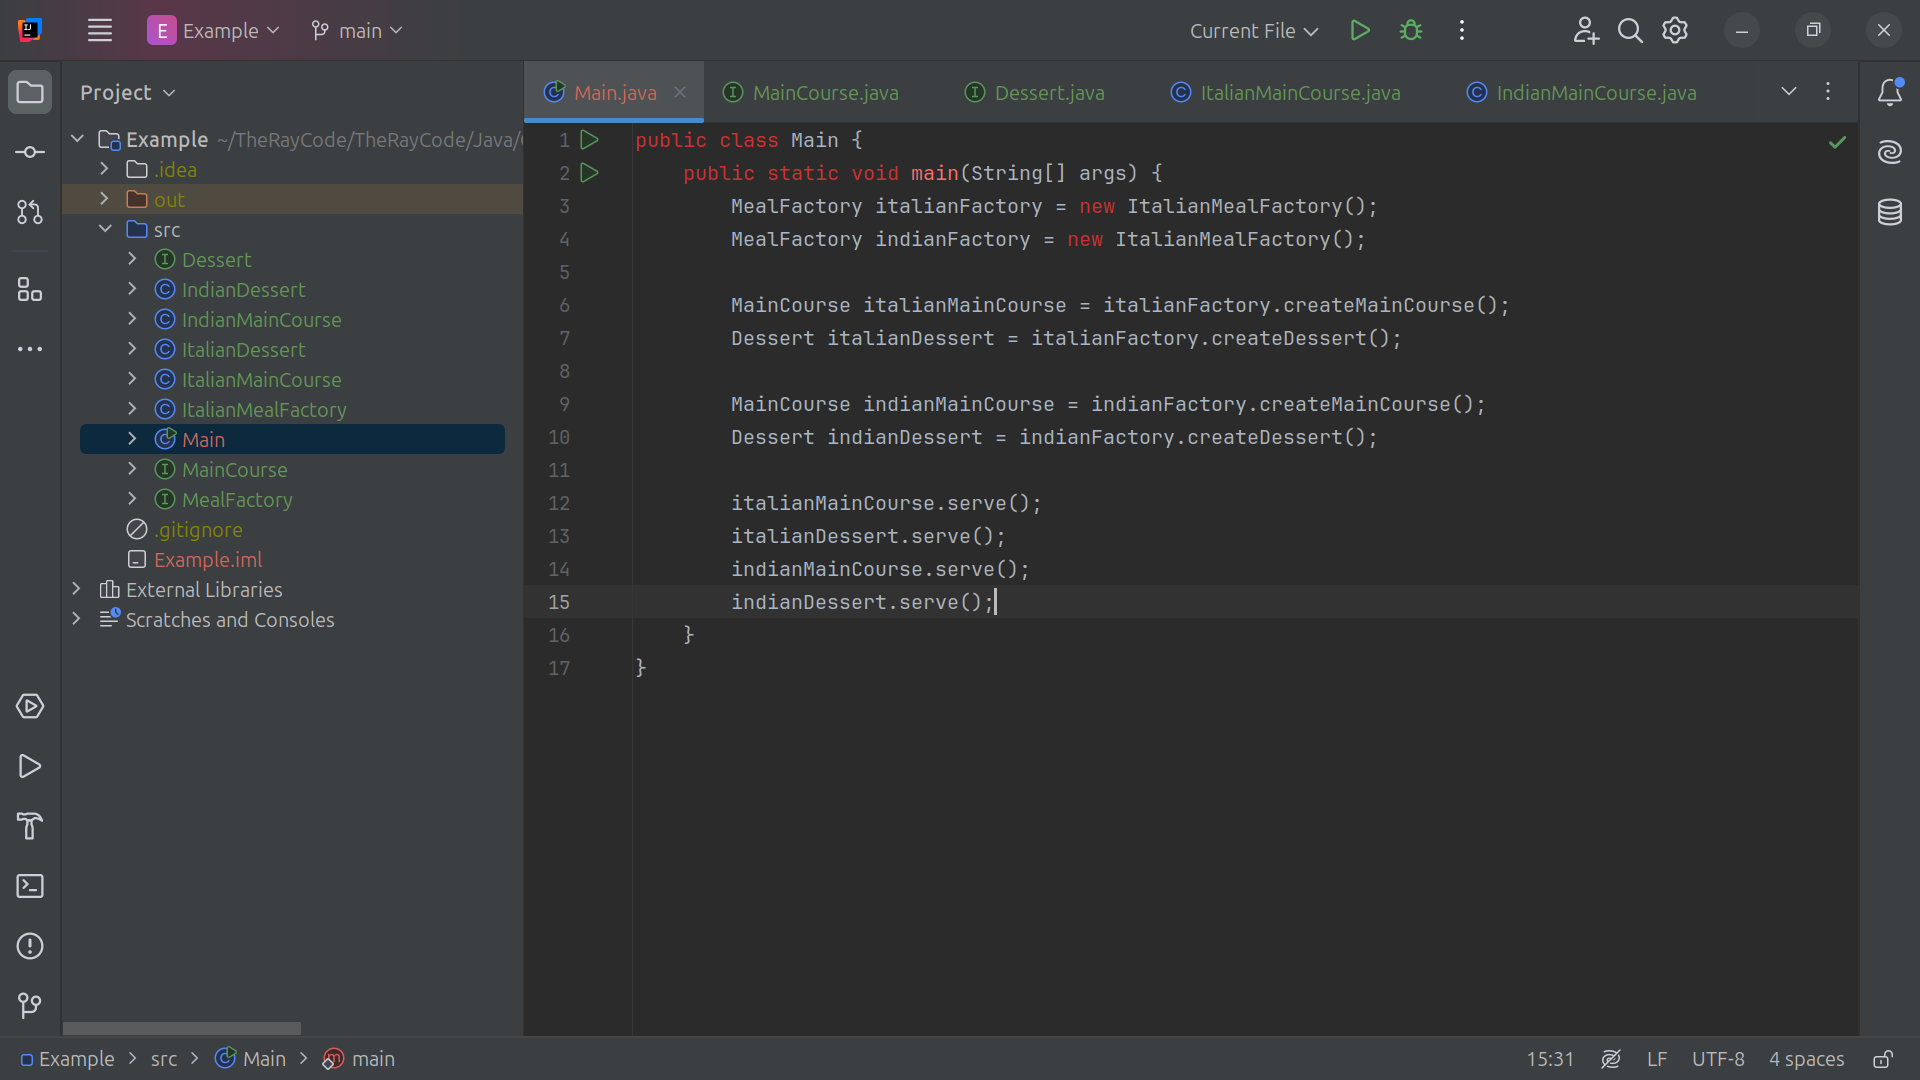 E Example main Current File
Project
Main.java MainCourse.java Dessert.java ItalianMainCourse.java IndianMainCourse.java
Example ~/TheRayCode/TheRayCode/Java/
.idea
out
src
Dessert
IndianDessert
IndianMainCourse
ItalianDessert
ItalianMainCourse
ItalianMealFactory
Main
MainCourse
MealFactory
.gitignore
Example.iml
External Libraries
Scratches and Consoles
1 public class Main {
2 public static void main(String[] args) {
3 MealFactory italianFactory = new ItalianMealFactory();
4 MealFactory indianFactory = new ItalianMealFactory();
5
6 MainCourse italianMainCourse = italianFactory.createMainCourse();
7 Dessert italianDessert = italianFactory.createDessert();
8
9 MainCourse indianMainCourse = indianFactory.createMainCourse();
10 Dessert indianDessert = indianFactory.createDessert();
11
12 italianMainCourse.serve();
13 italianDessert.serve();
14 indianMainCourse.serve();
15 indianDessert.serve();
16 }
17 }
Example > src > Main > main 15:31 LF UTF-8 4 spaces